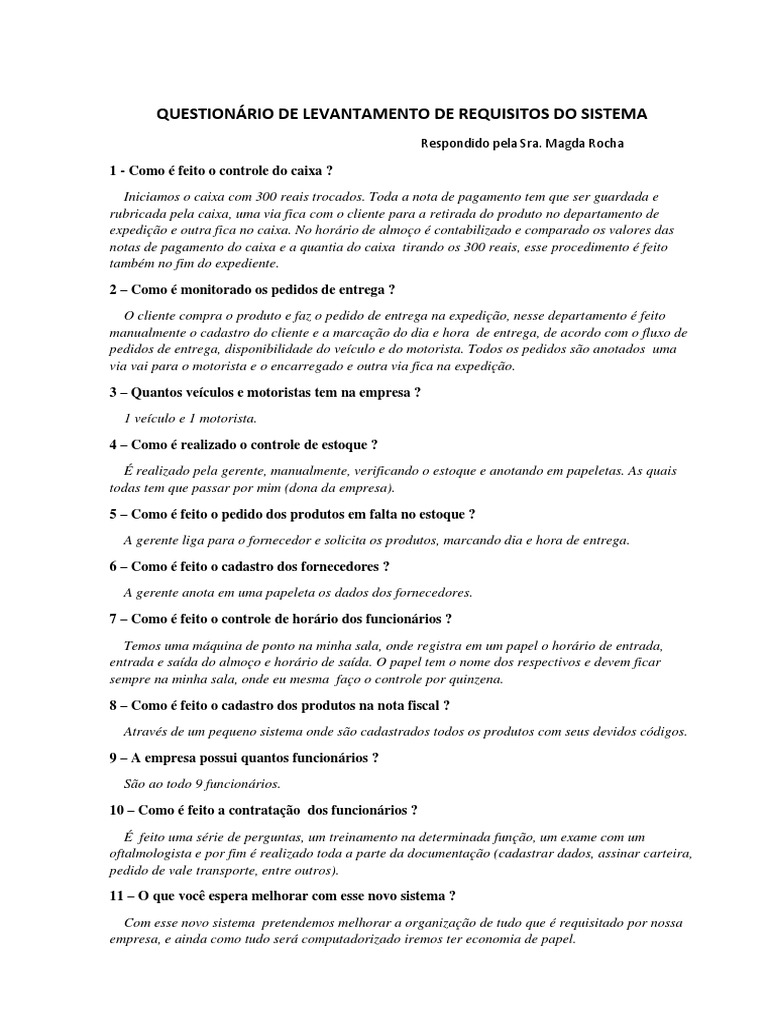 QUESTIONÁRIO DE LEVANTAMENTO DE REQUISITOS DO SISTEMA
Respondido pela Sra. Magda Rocha
1 - Como é feito o controle do caixa ?
Iniciamos o caixa com 300 reais trocados. Toda a nota de pagamento tem que ser guardada e
rubricada pela caixa, uma via fica com o cliente para a retirada do produto no departamento de
expedição e outra fica no caixa. No horário de almoço é contabilizado e comparado os valores das
notas de pagamento do caixa e a quantia do caixa tirando os 300 reais, esse procedimento é feito
também no fim do expediente.
2 – Como é monitorado os pedidos de entrega ?
O cliente compra o produto e faz o pedido de entrega na expedição, nesse departamento é feito
manualmente o cadastro do cliente e a marcação do dia e hora de entrega, de acordo com o fluxo de
pedidos de entrega, disponibilidade do veículo e do motorista. Todos os pedidos são anotados uma
via vai para o motorista e o encarregado e outra via fica na expedição.
3 – Quantos veículos e motoristas tem na empresa ?
1 veículo e 1 motorista.
4 – Como é realizado o controle de estoque ?
É realizado pela gerente, manualmente, verificando o estoque e anotando em papeletas. As quais
todas tem que passar por mim (dona da empresa).
5 – Como é feito o pedido dos produtos em falta no estoque ?
A gerente liga para o fornecedor e solicita os produtos, marcando dia e hora de entrega.
6 – Como é feito o cadastro dos fornecedores ?
A gerente anota em uma papeleta os dados dos fornecedores.
7 – Como é feito o controle de horário dos funcionários ?
Temos uma máquina de ponto na minha sala, onde registra em um papel o horário de entrada,
entrada e saída do almoço e horário de saída. O papel tem o nome dos respectivos e devem ficar
sempre na minha sala, onde eu mesma faço o controle por quinzena.
8 – Como é feito o cadastro dos produtos na nota fiscal ?
Através de um pequeno sistema onde são cadastrados todos os produtos com seus devidos códigos.
9 – A empresa possui quantos funcionários ?
São ao todo 9 funcionários.
10 – Como é feito a contratação dos funcionários ?
É feito uma série de perguntas, um treinamento na determinada função, um exame com um
oftalmologista e por fim é realizado toda a parte da documentação (cadastrar dados, assinar carteira,
pedido de vale transporte, entre outros).
11 – O que você espera melhorar com esse novo sistema ?
Com esse novo sistema pretendemos melhorar a organização de tudo que é requisitado por nossa
empresa, e ainda como tudo será computadorizado iremos ter economia de papel.